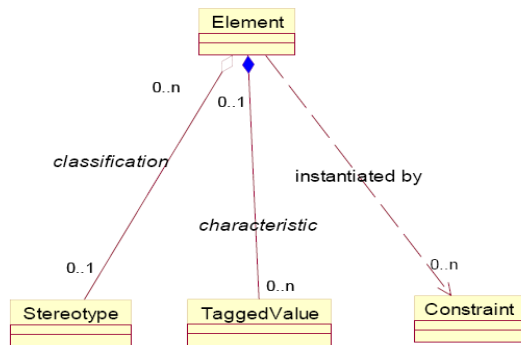 Element
0..n
0..1
classification
instantiated by
characteristic
0..1
0..n
0..n
Stereotype
TaggedValue
Constraint